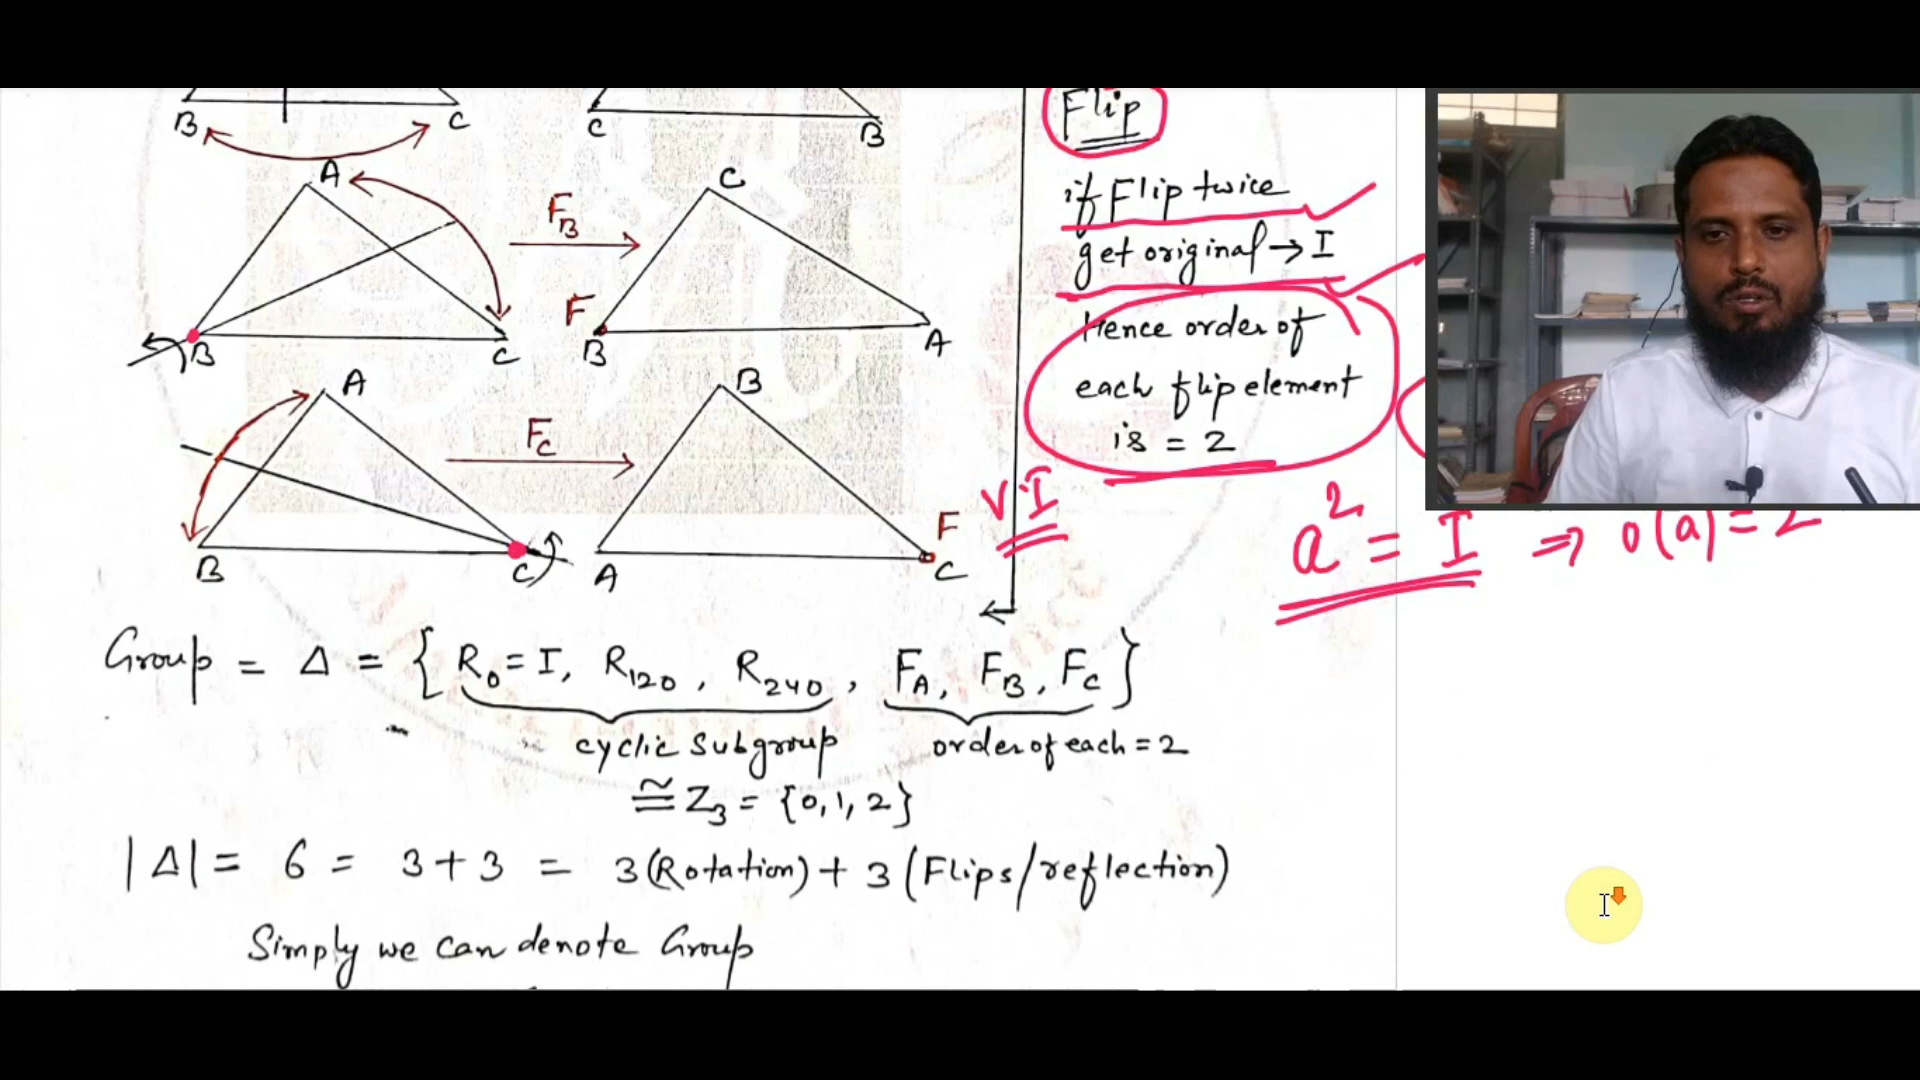 B C C B
A C
F_B
F
B C B A
A B
F_C
F
B C A C
Flip
if Flip twice
get original → I
Hence order of
each flip element
is = 2
V.I
a² = I ⇒ o(a) = 2
Group = Δ = { R₀ = I, R₁₂₀, R₂₄₀, F_A, F_B, F_C }
cyclic subgroup order of each = 2
≅ Z₃ = {0, 1, 2}
|Δ| = 6 = 3 + 3 = 3 (Rotation) + 3 (Flips/reflection)
Simply we can denote Group